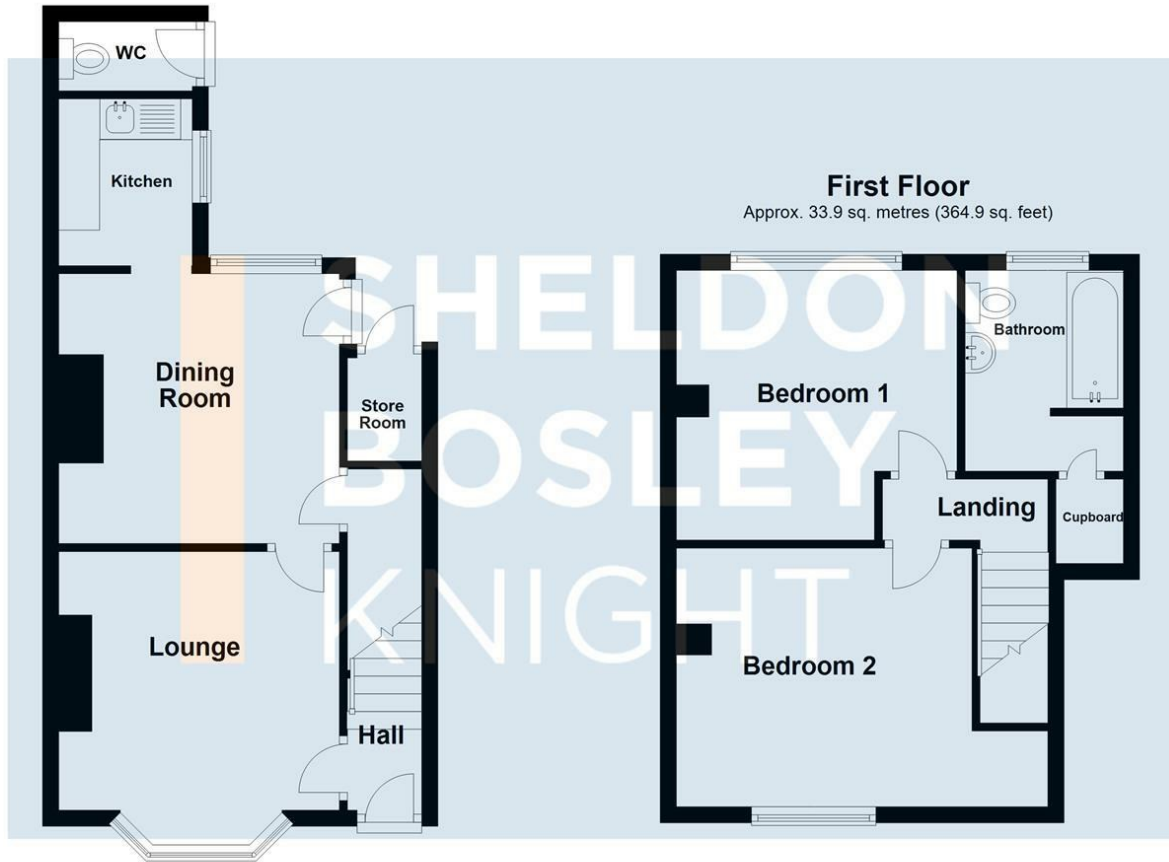 WC
Kitchen
Dining
Room
Store
Room
Lounge
Hall
First Floor
Approx. 33.9 sq. metres (364.9 sq. feet)
Bedroom 1
Bathroom
Landing
Cupboard
Bedroom 2
SHELDON
BOSLEY
KNIGHT